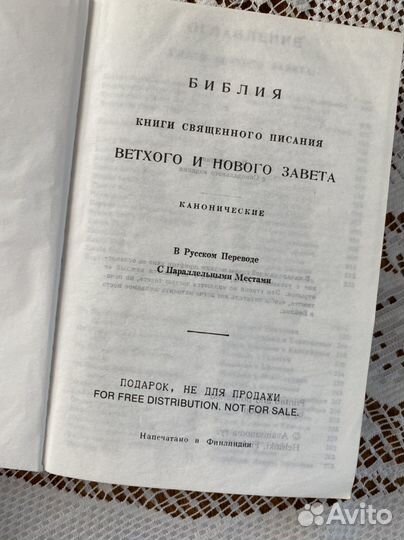 БИБЛИЯ
КНИГИ СВЯЩЕННОГО ПИСАНИЯ
ВЕТХОГО И НОВОГО ЗАВЕТА
КАНОНИЧЕСКИЕ
В Русском Переводе
С Параллельными Местами
ПОДАРОК, НЕ ДЛЯ ПРОДАЖИ
FOR FREE DISTRIBUTION. NOT FOR SALE.
Напечатано в Финляндии
Avito